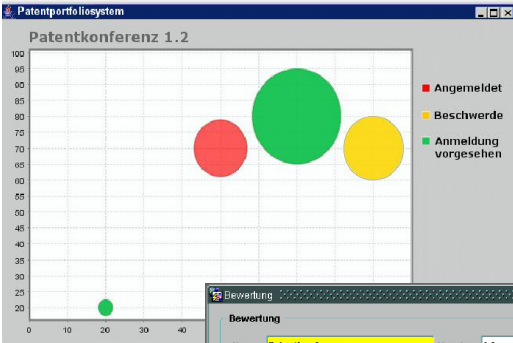 Patentportfoliosystem
Patentkonferenz 1.2
100
95
90
85
80
75
70
65
60
55
50
45
40
35
30
25
20
0 10 20 30 40
Angemeldet
Beschwerde
Anmeldung
vorgesehen
Bewertung
Bewertung